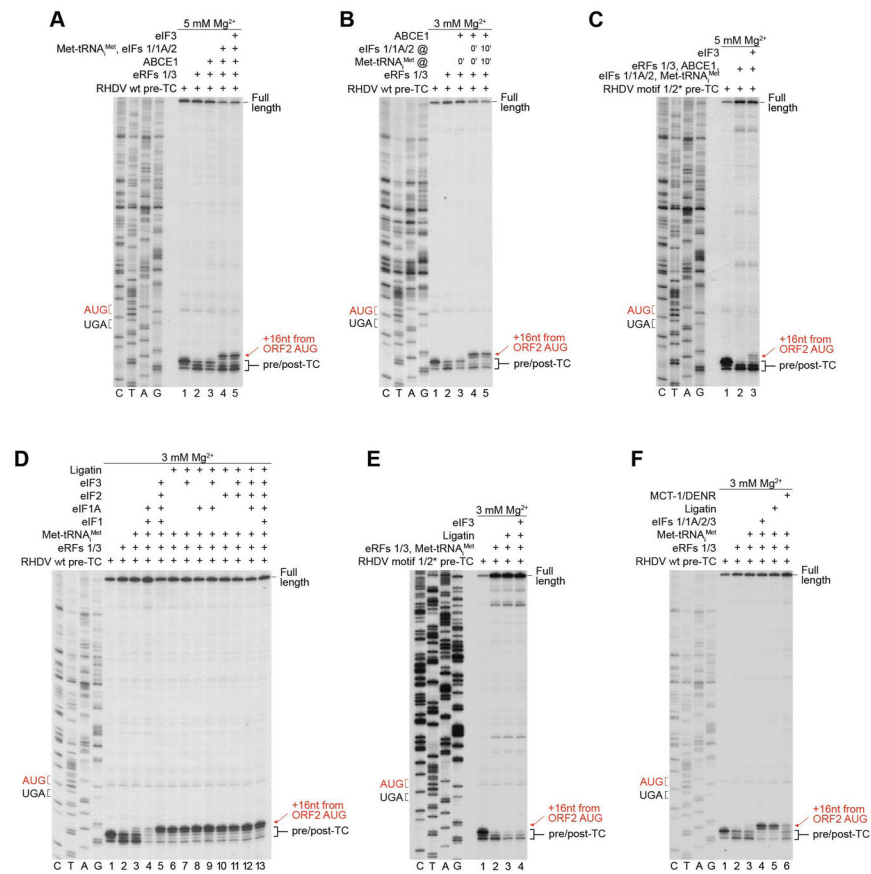 A
5 mM Mg²⁺
eIF3 +
Met-tRNAᵢᴹᵉᵗ, eIFs 1/1A/2 + +
ABCE1 + + +
eRFs 1/3 + + + +
RHDV wt pre-TC + + + + +
Full length
AUG
UGA
+16nt from
ORF2 AUG
pre/post-TC
C T A G 1 2 3 4 5
B
3 mM Mg²⁺
ABCE1 + + +
eIFs 1/1A/2 @ 0' 10'
Met-tRNAᵢᴹᵉᵗ @ 0' 0' 10'
eRFs 1/3 + + + +
RHDV wt pre-TC + + + + +
Full length
AUG
UGA
+16nt from
ORF2 AUG
pre/post-TC
C T A G 1 2 3 4 5
C
5 mM Mg²⁺
eIF3 +
eRFs 1/3, ABCE1,
eIFs 1/1A/2, Met-tRNAᵢᴹᵉᵗ + +
RHDV motif 1/2* pre-TC + + +
Full length
AUG
UGA
+16nt from
ORF2 AUG
pre/post-TC
C T A G 1 2 3
D
3 mM Mg²⁺
Ligatin + + + + + + + +
eIF3 + + + + +
eIF2 + + + + +
eIF1A + + + + + +
eIF1 + + +
Met-tRNAᵢᴹᵉᵗ + + + + + + + + + + +
eRFs 1/3 + + + + + + + + + + + +
RHDV wt pre-TC + + + + + + + + + + + + +
Full length
AUG
UGA
+16nt from
ORF2 AUG
pre/post-TC
C T A G 1 2 3 4 5 6 7 8 9 10 11 12 13
E
3 mM Mg²⁺
eIF3 +
Ligatin + +
eRFs 1/3, Met-tRNAᵢᴹᵉᵗ + + +
RHDV motif 1/2* pre-TC + + + +
Full length
AUG
UGA
+16nt from
ORF2 AUG
pre/post-TC
C T A G 1 2 3 4
F
3 mM Mg²⁺
MCT-1/DENR +
Ligatin +
eIFs 1/1A/2/3 +
Met-tRNAᵢᴹᵉᵗ + + + +
eRFs 1/3 + + + + +
RHDV wt pre-TC + + + + + +
Full length
AUG
UGA
+16nt from
ORF2 AUG
pre/post-TC
C T A G 1 2 3 4 5 6